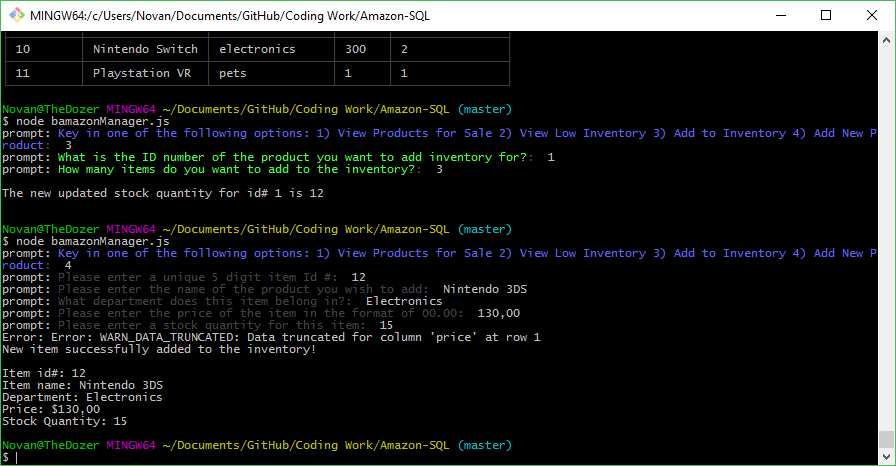 MINGW64:/c/Users/Novan/Documents/GitHub/Coding Work/Amazon-SQL
10 Nintendo Switch electronics 300 2
11 Playstation VR pets 1 1
Novan@TheDozer MINGW64 ~/Documents/GitHub/Coding Work/Amazon-SQL (master)
$ node bamazonManager.js
prompt: Key in one of the following options: 1) View Products for Sale 2) View Low Inventory 3) Add to Inventory 4) Add New P
roduct:  3
prompt: What is the ID number of the product you want to add inventory for?:  1
prompt: How many items do you want to add to the inventory?:  3
The new updated stock quantity for id# 1 is 12
Novan@TheDozer MINGW64 ~/Documents/GitHub/Coding Work/Amazon-SQL (master)
$ node bamazonManager.js
prompt: Key in one of the following options: 1) View Products for Sale 2) View Low Inventory 3) Add to Inventory 4) Add New P
roduct:  4
prompt: Please enter a unique 5 digit item Id #:  12
prompt: Please enter the name of the product you wish to add:  Nintendo 3DS
prompt: What department does this item belong in?:  Electronics
prompt: Please enter the price of the item in the format of 00.00:  130,00
prompt: Please enter a stock quantity for this item:  15
Error: Error: WARN_DATA_TRUNCATED: Data truncated for column 'price' at row 1
New item successfully added to the inventory!
Item id#: 12
Item name: Nintendo 3DS
Department: Electronics
Price: $130,00
Stock Quantity: 15
Novan@TheDozer MINGW64 ~/Documents/GitHub/Coding Work/Amazon-SQL (master)
$